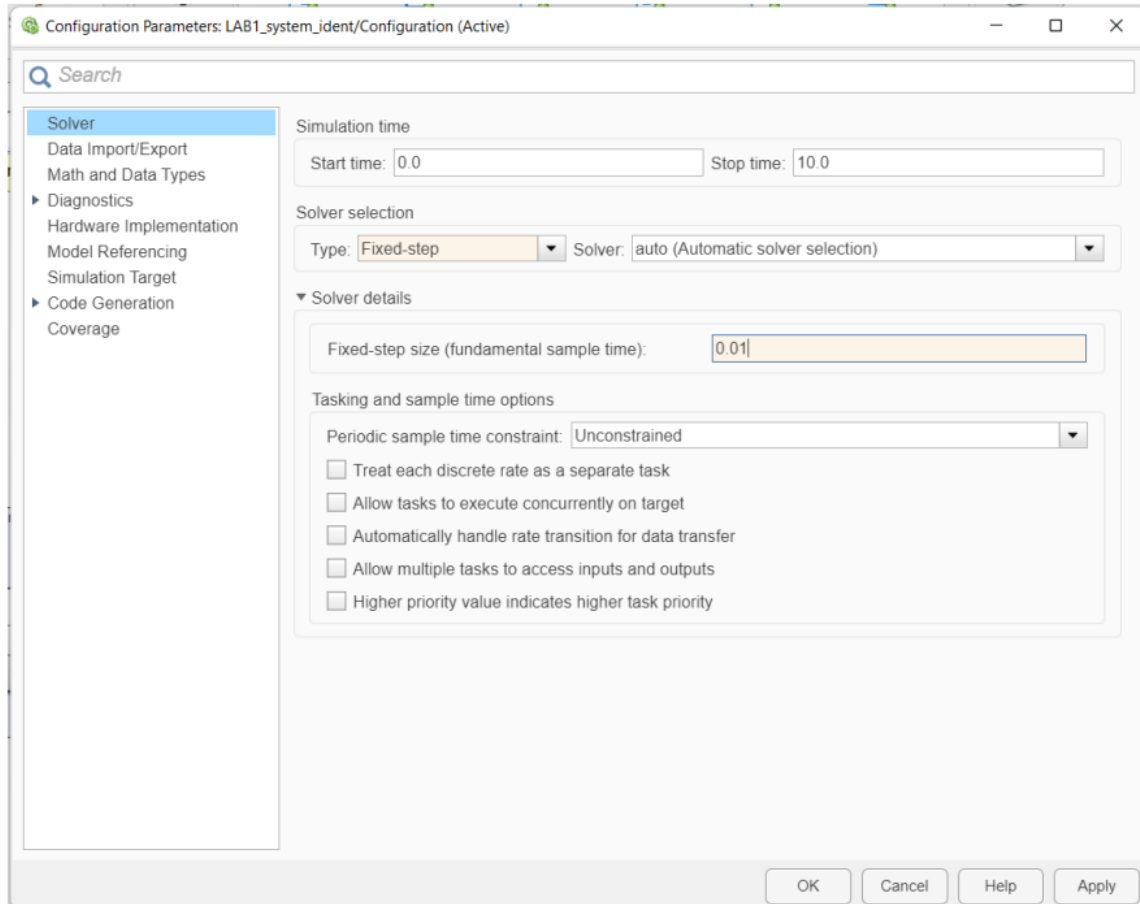 Configuration Parameters: LAB1_system_ident/Configuration (Active)
Search
Solver
Data Import/Export
Math and Data Types
Diagnostics
Hardware Implementation
Model Referencing
Simulation Target
Code Generation
Coverage
Simulation time
Start time: 0.0 Stop time: 10.0
Solver selection
Type: Fixed-step Solver: auto (Automatic solver selection)
Solver details
Fixed-step size (fundamental sample time): 0.01
Tasking and sample time options
Periodic sample time constraint: Unconstrained
Treat each discrete rate as a separate task
Allow tasks to execute concurrently on target
Automatically handle rate transition for data transfer
Allow multiple tasks to access inputs and outputs
Higher priority value indicates higher task priority
OK Cancel Help Apply